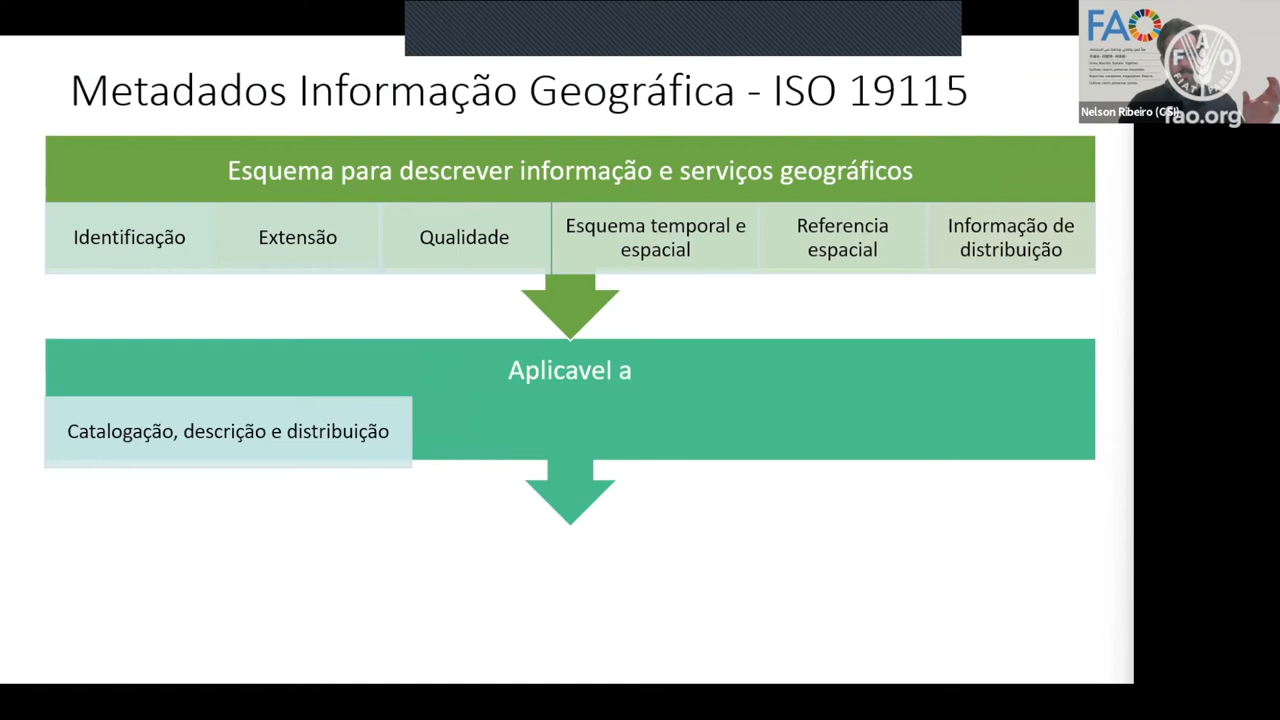 Metadados Informação Geográfica - ISO 19115
Esquema para descrever informação e serviços geográficos
Identificação
Extensão
Qualidade
Esquema temporal e
espacial
Referencia
espacial
Informação de
distribuição
Aplicavel a
Catalogação, descrição e distribuição
FAO
Nelson Ribeiro (CSI)
fao.org